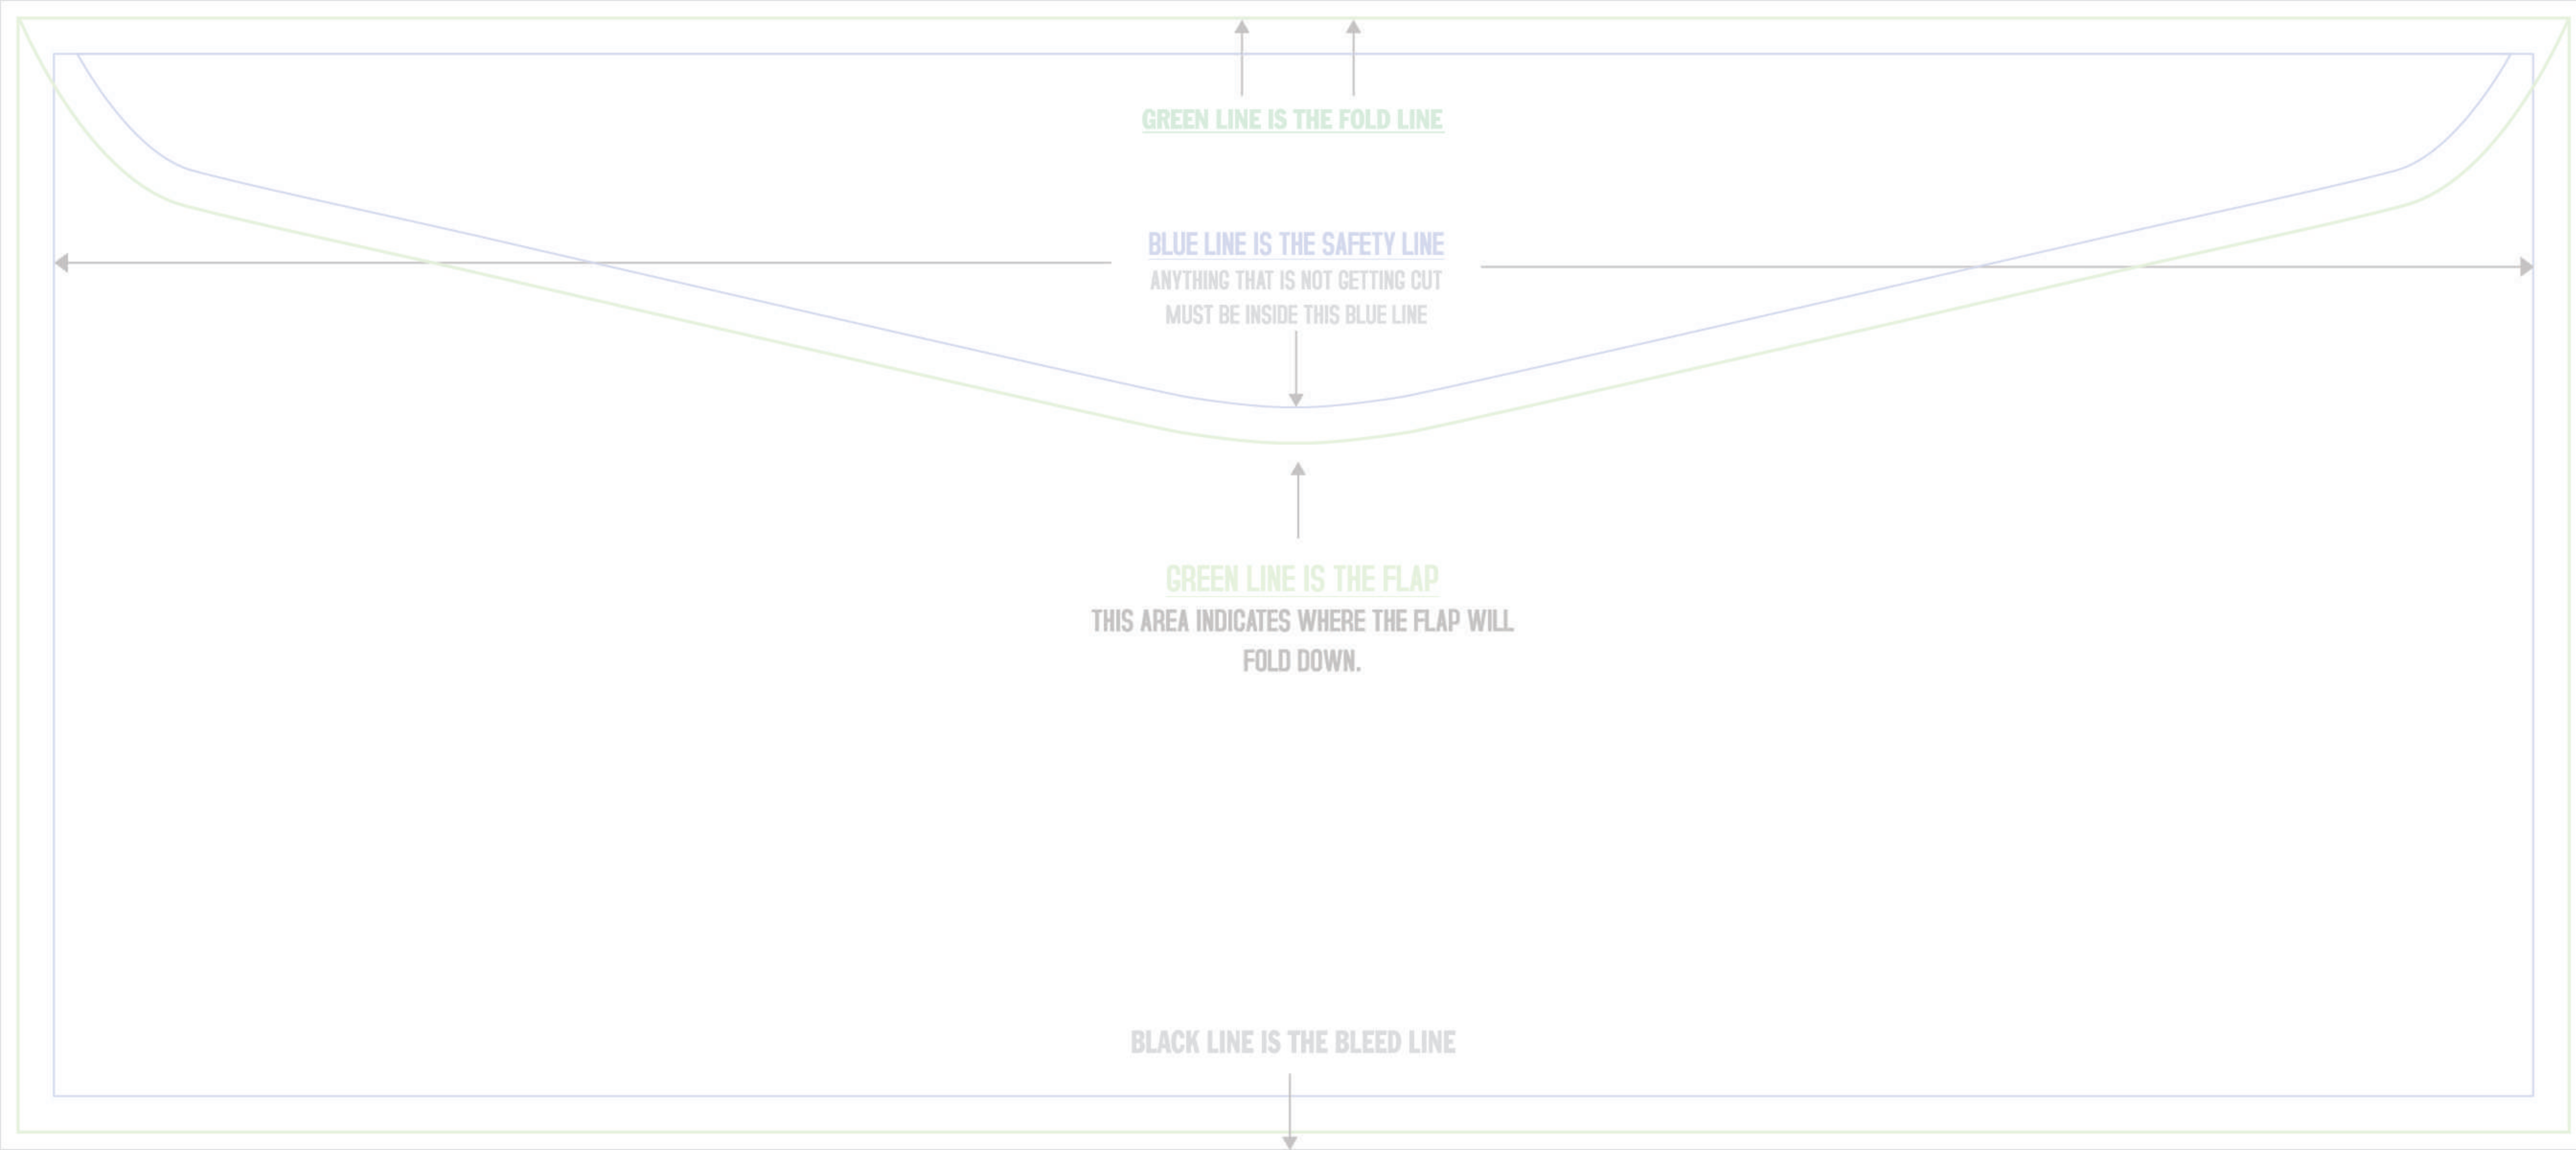 GREEN LINE IS THE FOLD LINE
BLUE LINE IS THE SAFETY LINE
ANYTHING THAT IS NOT GETTING CUT
MUST BE INSIDE THIS BLUE LINE
GREEN LINE IS THE FLAP
THIS AREA INDICATES WHERE THE FLAP WILL
FOLD DOWN.
BLACK LINE IS THE BLEED LINE